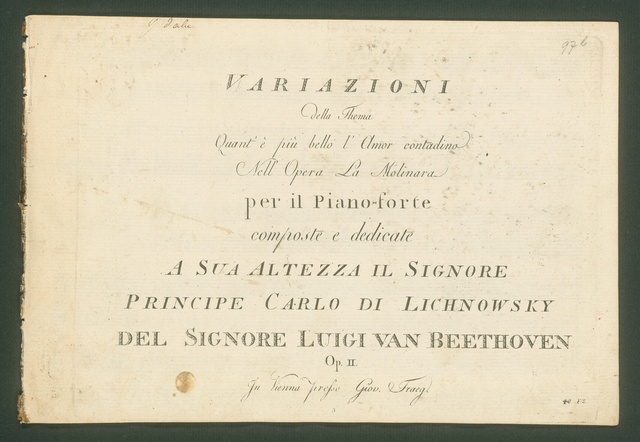 97b
VARIAZIONI
della Thema
Quant' è più bello l' Amor contadino
Nell' Opera La Molinara
per il Piano-forte
composte e dedicate
A SUA ALTEZZA IL SIGNORE
PRINCIPE CARLO DI LICHNOWSKY
DEL SIGNORE LUIGI VAN BEETHOVEN
Op. II.
In Vienna presso Giov. Traeg.